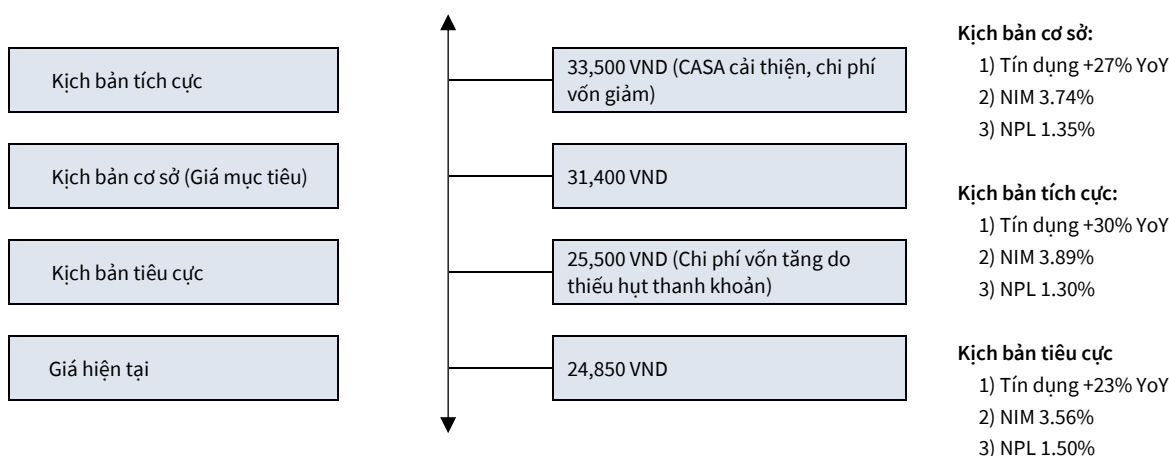 Kịch bản tích cực
33,500 VND (CASA cải thiện, chi phí
vốn giảm)
Kịch bản cơ sở (Giá mục tiêu)
31,400 VND
Kịch bản tiêu cực
25,500 VND (Chi phí vốn tăng do
thiếu hụt thanh khoản)
Giá hiện tại
24,850 VND
Kịch bản cơ sở:
1) Tín dụng +27% YoY
2) NIM 3.74%
3) NPL 1.35%
Kịch bản tích cực:
1) Tín dụng +30% YoY
2) NIM 3.89%
3) NPL 1.30%
Kịch bản tiêu cực
1) Tín dụng +23% YoY
2) NIM 3.56%
3) NPL 1.50%